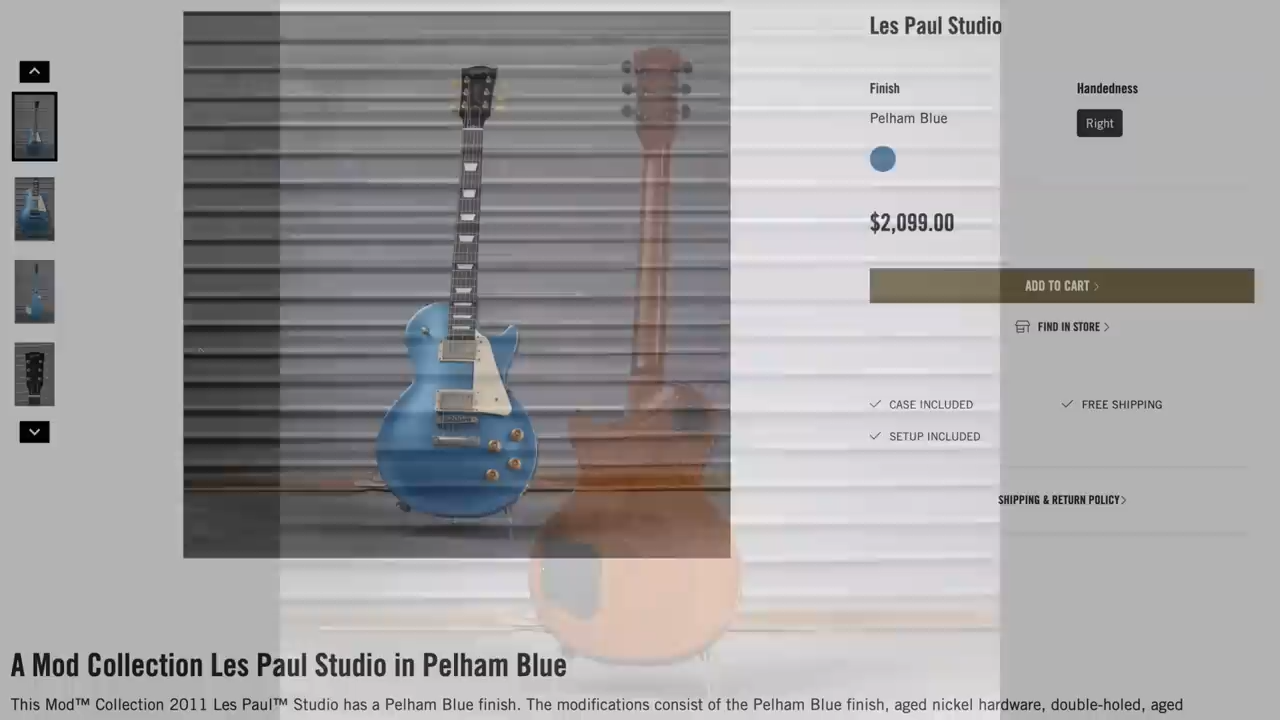 Les Paul Studio
Finish
Handedness
Pelham Blue
Right
$2,099.00
ADD TO CART
FIND IN STORE
CASE INCLUDED
FREE SHIPPING
SETUP INCLUDED
SHIPPING & RETURN POLICY
A Mod Collection Les Paul Studio in Pelham Blue
This Mod™ Collection 2011 Les Paul™ Studio has a Pelham Blue finish. The modifications consist of the Pelham Blue finish, aged nickel hardware, double-holed, aged